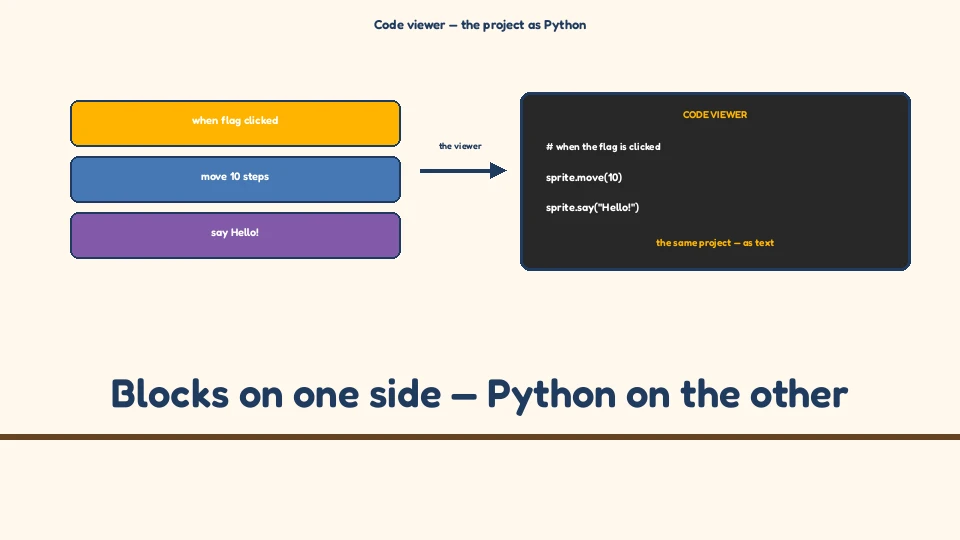 Code viewer — the project as Python
when flag clicked
move 10 steps
say Hello!
the viewer
CODE VIEWER
# when the flag is clicked
sprite.move(10)
sprite.say("Hello!")
the same project — as text
Blocks on one side — Python on the other